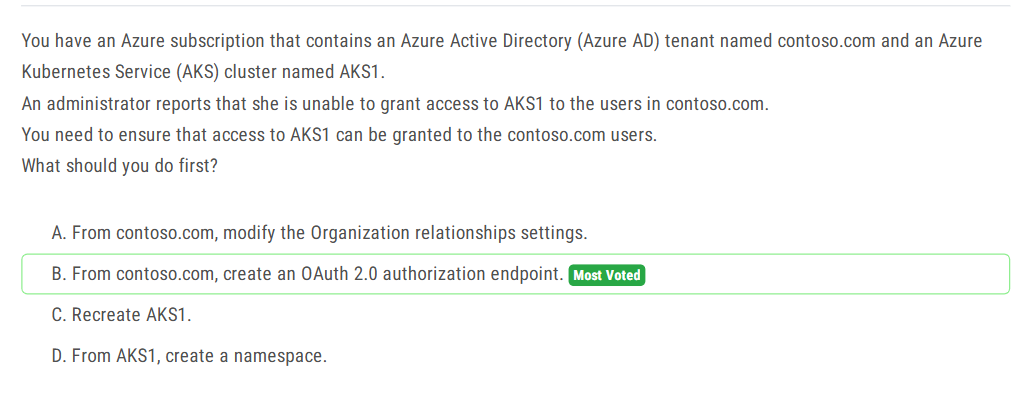 You have an Azure subscription that contains an Azure Active Directory (Azure AD) tenant named contoso.com and an Azure
Kubernetes Service (AKS) cluster named AKS1.
An administrator reports that she is unable to grant access to AKS1 to the users in contoso.com.
You need to ensure that access to AKS1 can be granted to the contoso.com users.
What should you do first?
A. From contoso.com, modify the Organization relationships settings.
B. From contoso.com, create an OAuth 2.0 authorization endpoint. Most Voted
C. Recreate AKS1.
D. From AKS1, create a namespace.